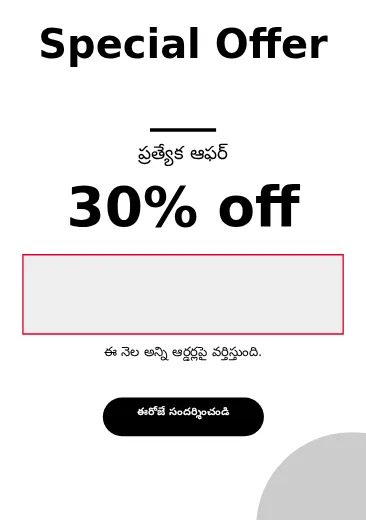 Special Offer
ప్రత్యేక ఆఫర్
30% off
ఈ నెల అన్ని ఆర్డర్లపై వర్తిస్తుంది.
ఈరోజే సందర్శించండి